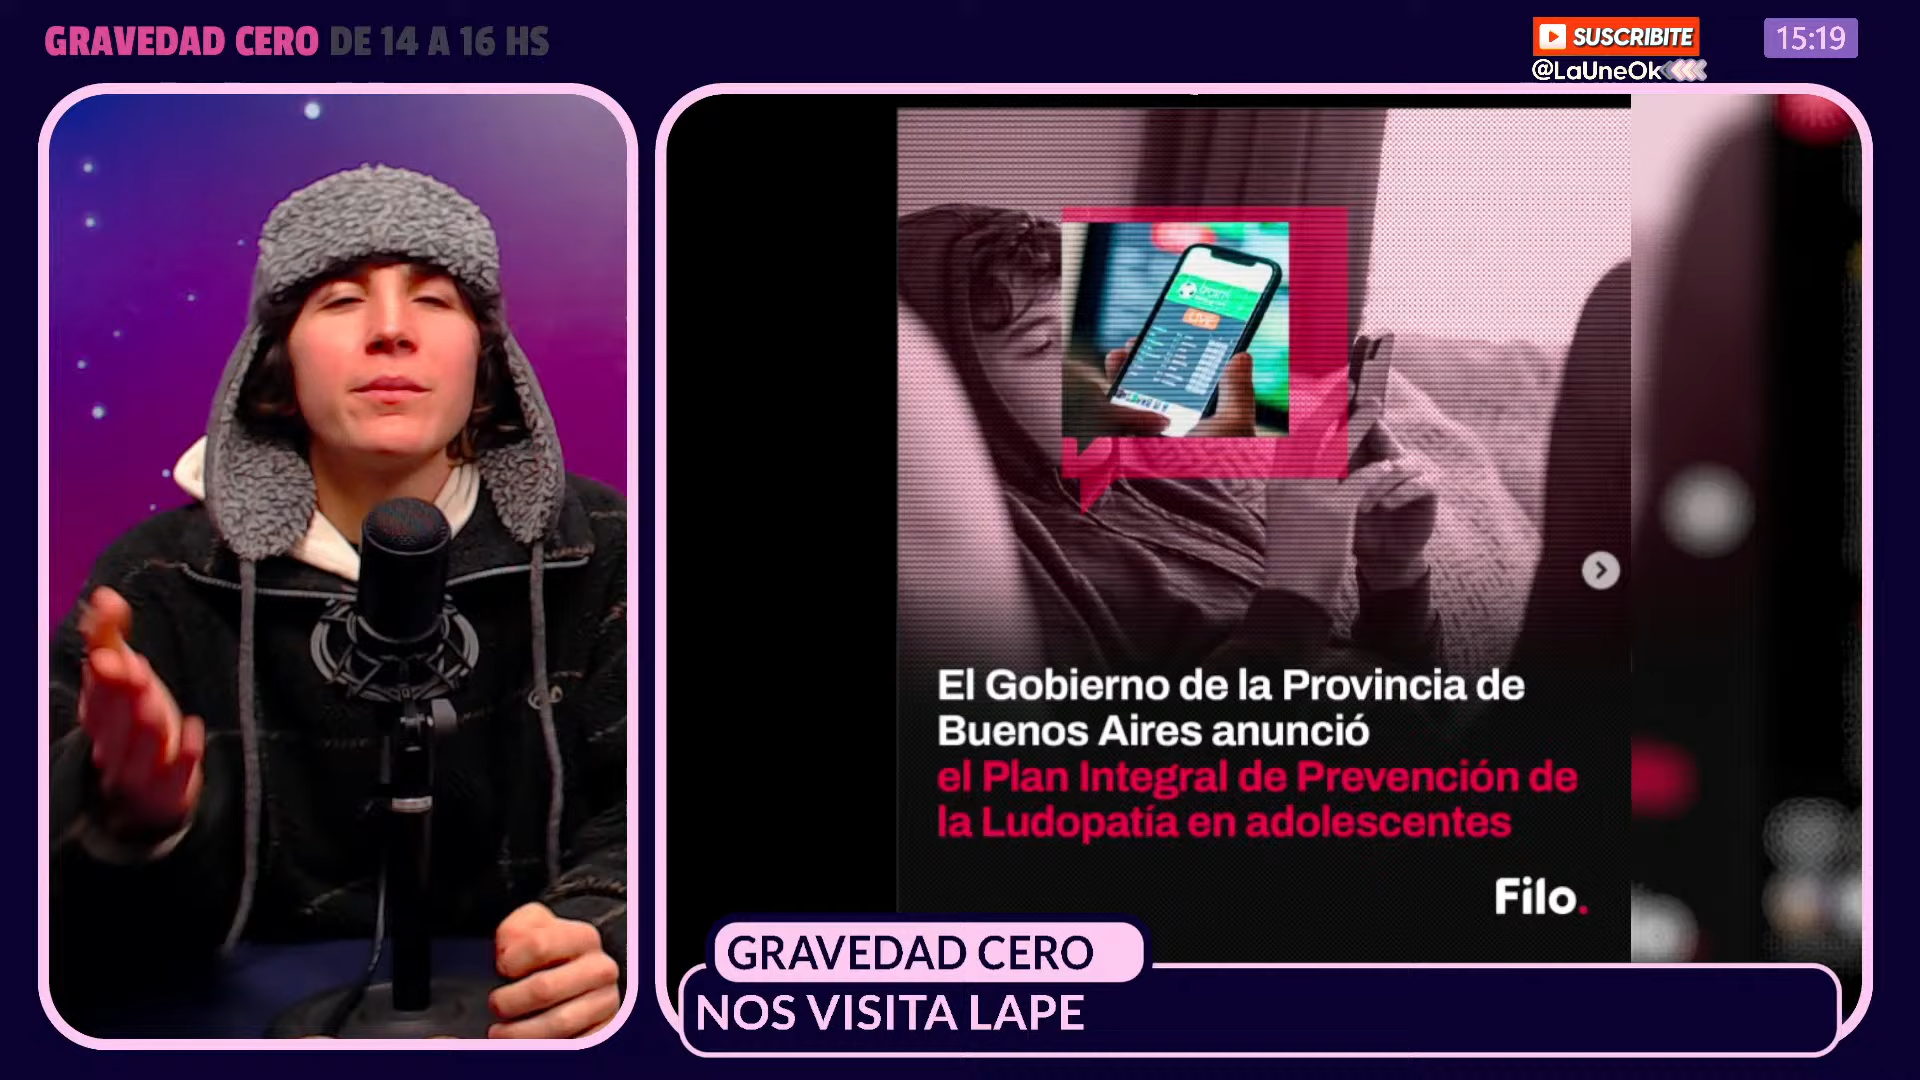 GRAVEDAD CERO DE 14 A 16 HS
SUSCRIBITE
@LaUneOk
15:19
LIVE
El Gobierno de la Provincia de
Buenos Aires anunció
el Plan Integral de Prevención de
la Ludopatía en adolescentes
Filo.
GRAVEDAD CERO
NOS VISITA LAPE